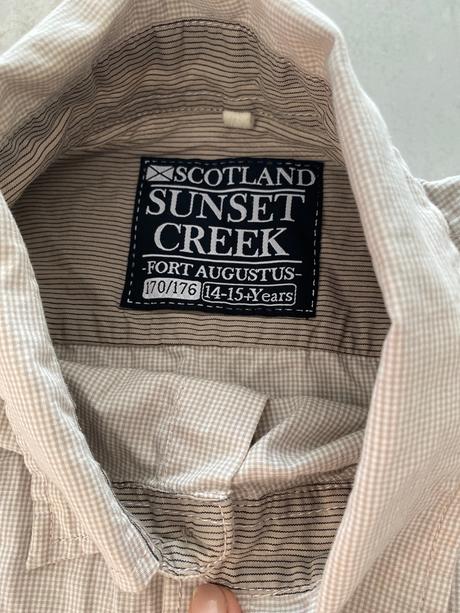 SCOTLAND
SUNSET
CREEK
-FORT AUGUSTUS-
170/176 14-15+Years